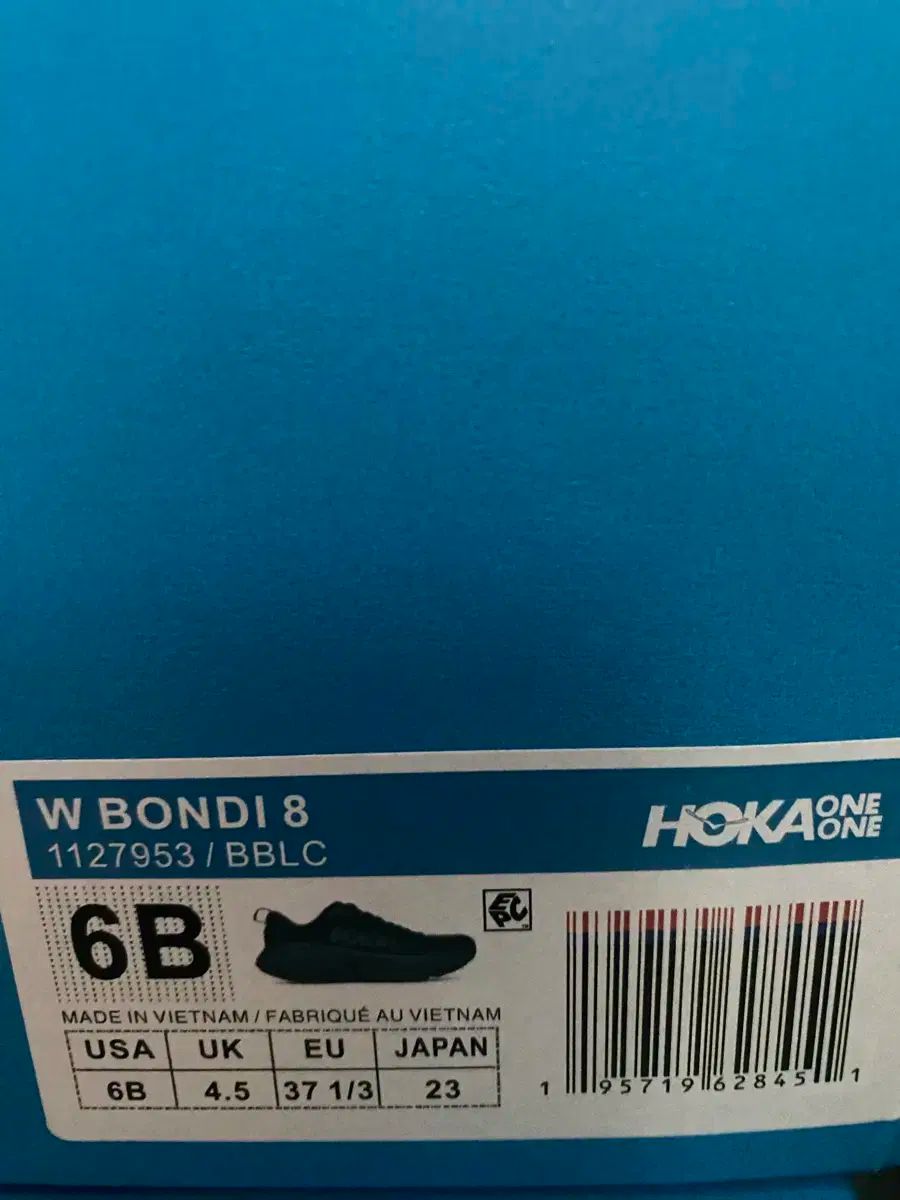 W BONDI 8
1127953 / BBLC
HOKA ONE ONE
6B
EPC
MADE IN VIETNAM / FABRIQUÉ AU VIETNAM
USA UK EU JAPAN
6B 4.5 37 1/3 23
1 95719 62845 1